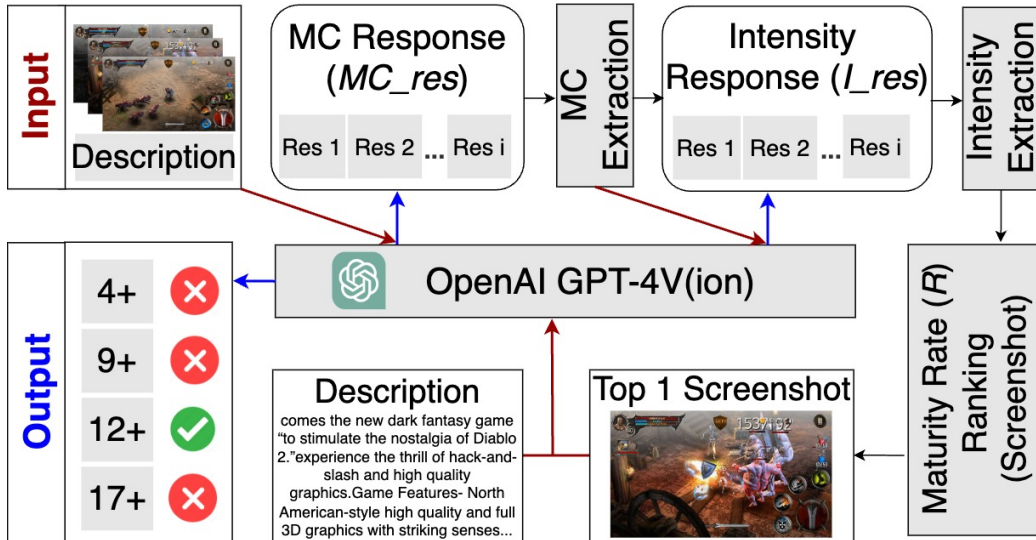 Input
Description
MC Response
(MC_res)
Res 1 Res 2 ... Res i
MC
Extraction
Intensity
Response (I_res)
Res 1 Res 2 ... Res i
Intensity
Extraction
OpenAI GPT-4V(ion)
Output
4+
9+
12+
17+
Description
comes the new dark fantasy game
“to stimulate the nostalgia of Diablo
2.”experience the thrill of hack-and-
slash and high quality
graphics.Game Features- North
American-style high quality and full
3D graphics with striking senses...
Top 1 Screenshot
Maturity Rate (R)
Ranking
(Screenshot)